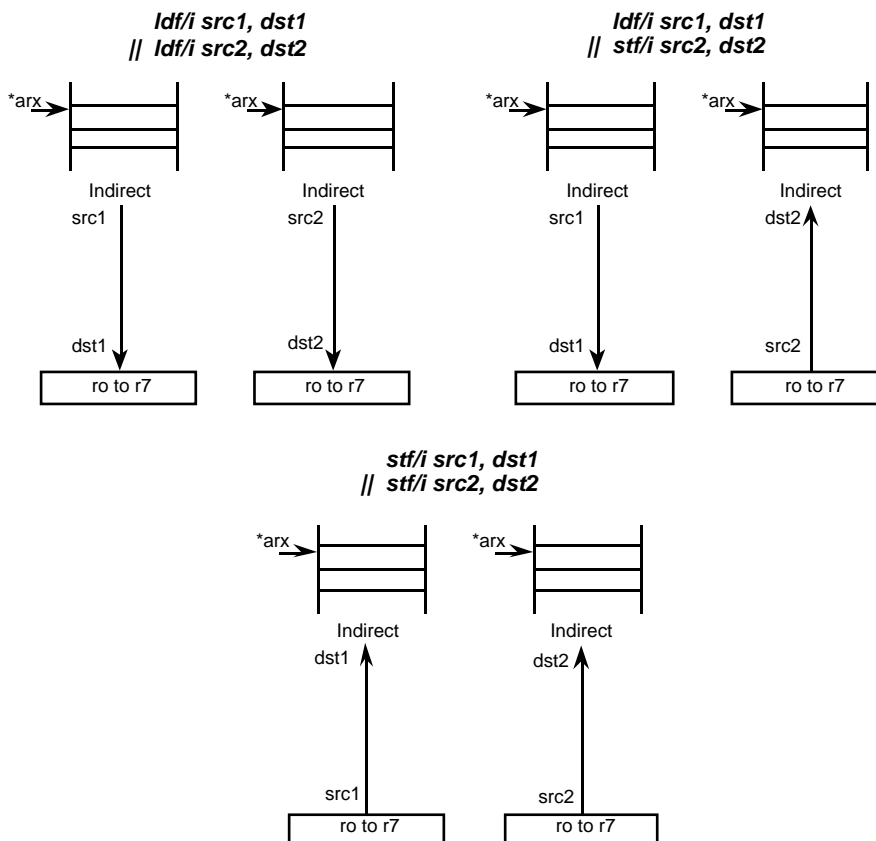 ldf/i src1, dst1
|| ldf/i src2, dst2
*arx
*arx
Indirect
Indirect
src1
src2
dst1
dst2
ro to r7
ro to r7
ldf/i src1, dst1
|| stf/i src2, dst2
*arx
*arx
Indirect
Indirect
src1
dst2
dst1
src2
ro to r7
ro to r7
stf/i src1, dst1
|| stf/i src2, dst2
*arx
*arx
Indirect
Indirect
dst1
dst2
src1
src2
ro to r7
ro to r7